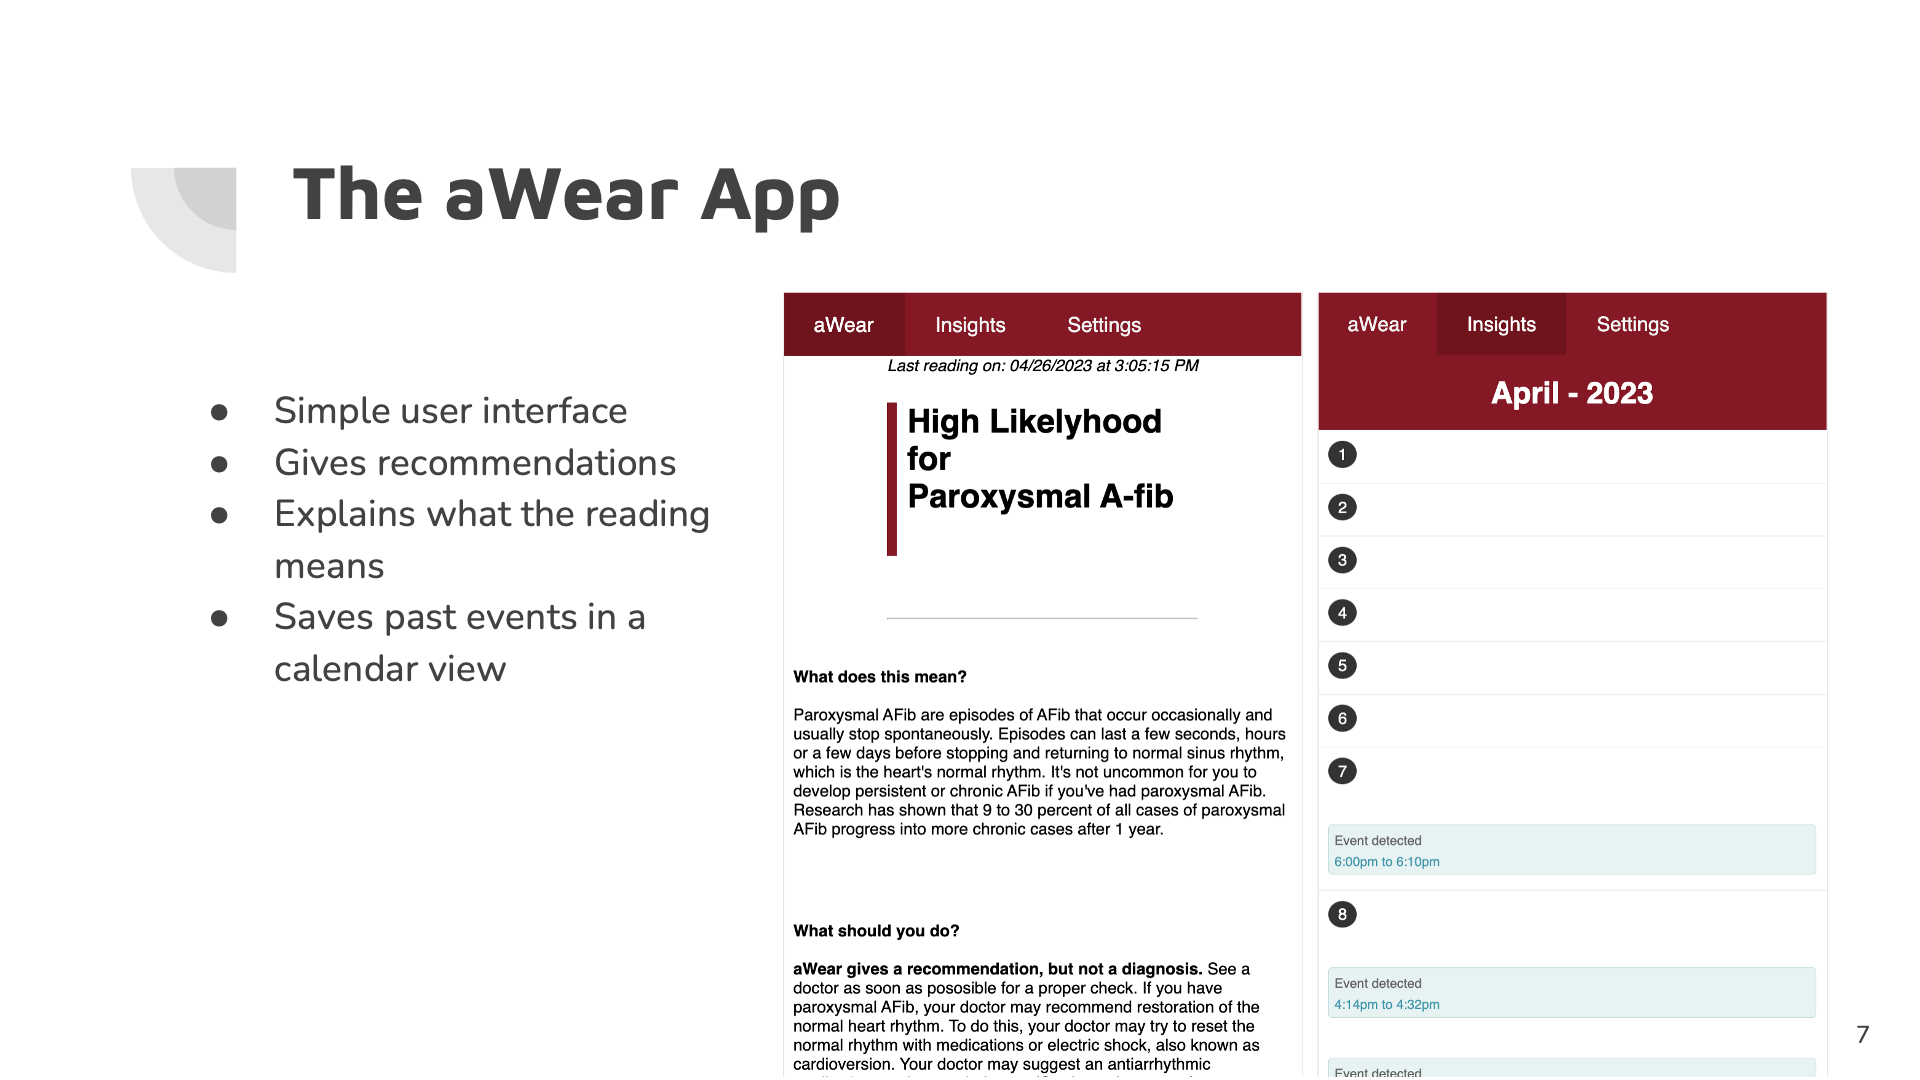 The aWear App
● Simple user interface
● Gives recommendations
● Explains what the reading
means
● Saves past events in a
calendar view
aWear Insights Settings
Last reading on: 04/26/2023 at 3:05:15 PM
High Likelyhood
for
Paroxysmal A-fib
What does this mean?
Paroxysmal AFib are episodes of AFib that occur occasionally and
usually stop spontaneously. Episodes can last a few seconds, hours
or a few days before stopping and returning to normal sinus rhythm,
which is the heart's normal rhythm. It's not uncommon for you to
develop persistent or chronic AFib if you've had paroxysmal AFib.
Research has shown that 9 to 30 percent of all cases of paroxysmal
AFib progress into more chronic cases after 1 year.
What should you do?
aWear gives a recommendation, but not a diagnosis. See a
doctor as soon as pososible for a proper check. If you have
paroxysmal AFib, your doctor may recommend restoration of the
normal heart rhythm. To do this, your doctor may try to reset the
normal rhythm with medications or electric shock, also known as
cardioversion. Your doctor may suggest an antiarrhythmic
aWear Insights Settings
April - 2023
1
2
3
4
5
6
7
Event detected
6:00pm to 6:10pm
8
Event detected
4:14pm to 4:32pm
Event detected
7